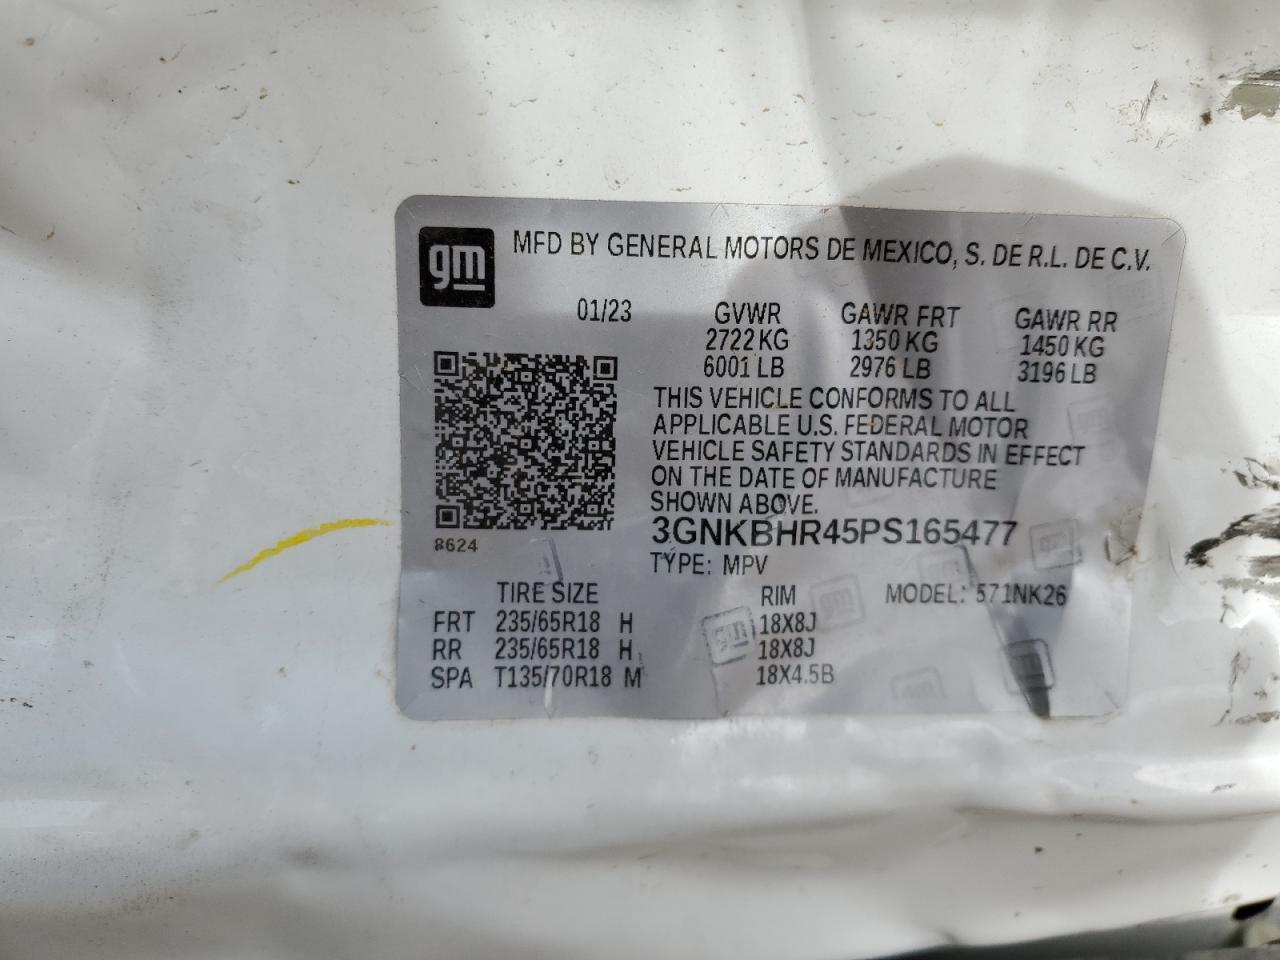 gm
MFD BY GENERAL MOTORS DE MEXICO, S. DE R.L. DE C.V.
01/23 GVWR GAWR FRT GAWR RR
2722 KG 1350 KG 1450 KG
6001 LB 2976 LB 3196 LB
THIS VEHICLE CONFORMS TO ALL
APPLICABLE U.S. FEDERAL MOTOR
VEHICLE SAFETY STANDARDS IN EFFECT
ON THE DATE OF MANUFACTURE
SHOWN ABOVE.
8624 3GNKBHR45PS165477
TYPE: MPV
TIRE SIZE RIM MODEL: 571NK26
FRT 235/65R18 H 18X8J
RR 235/65R18 H 18X8J
SPA T135/70R18 M 18X4.5B